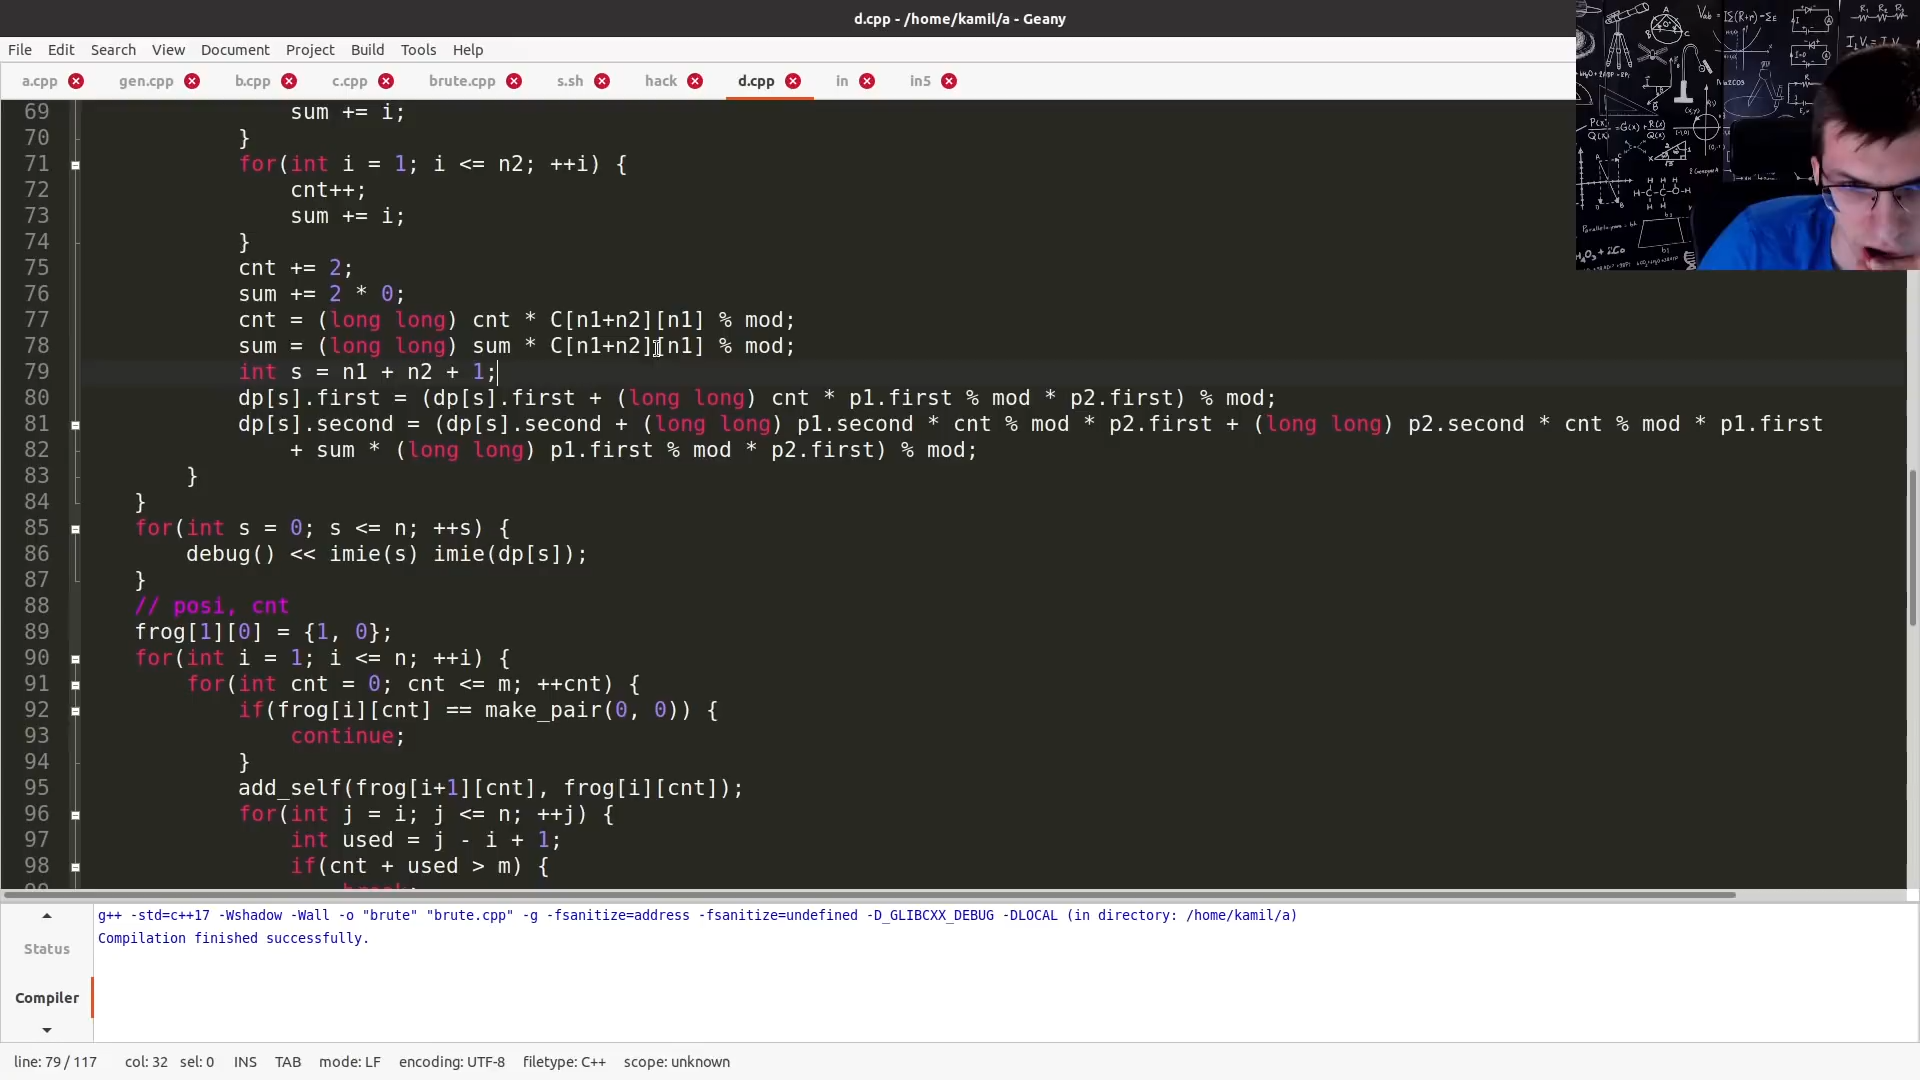 d.cpp - /home/kamil/a - Geany
File Edit Search View Document Project Build Tools Help
a.cpp gen.cpp b.cpp c.cpp brute.cpp s.sh hack d.cpp in in5
69 sum += i;
70 }
71 for(int i = 1; i <= n2; ++i) {
72 cnt++;
73 sum += i;
74 }
75 cnt += 2;
76 sum += 2 * 0;
77 cnt = (long long) cnt * C[n1+n2][n1] % mod;
78 sum = (long long) sum * C[n1+n2][n1] % mod;
79 int s = n1 + n2 + 1;
80 dp[s].first = (dp[s].first + (long long) cnt * p1.first % mod * p2.first) % mod;
81 dp[s].second = (dp[s].second + (long long) p1.second * cnt % mod * p2.first + (long long) p2.second * cnt % mod * p1.first
82 + sum * (long long) p1.first % mod * p2.first) % mod;
83 }
84 }
85 for(int s = 0; s <= n; ++s) {
86 debug() << imie(s) imie(dp[s]);
87 }
88 // posi, cnt
89 frog[1][0] = {1, 0};
90 for(int i = 1; i <= n; ++i) {
91 for(int cnt = 0; cnt <= m; ++cnt) {
92 if(frog[i][cnt] == make_pair(0, 0)) {
93 continue;
94 }
95 add_self(frog[i+1][cnt], frog[i][cnt]);
96 for(int j = i; j <= n; ++j) {
97 int used = j - i + 1;
98 if(cnt + used > m) {
Status
Compiler
g++ -std=c++17 -Wshadow -Wall -o "brute" "brute.cpp" -g -fsanitize=address -fsanitize=undefined -D_GLIBCXX_DEBUG -DLOCAL (in directory: /home/kamil/a)
Compilation finished successfully.
line: 79 / 117 col: 32 sel: 0 INS TAB mode: LF encoding: UTF-8 filetype: C++ scope: unknown